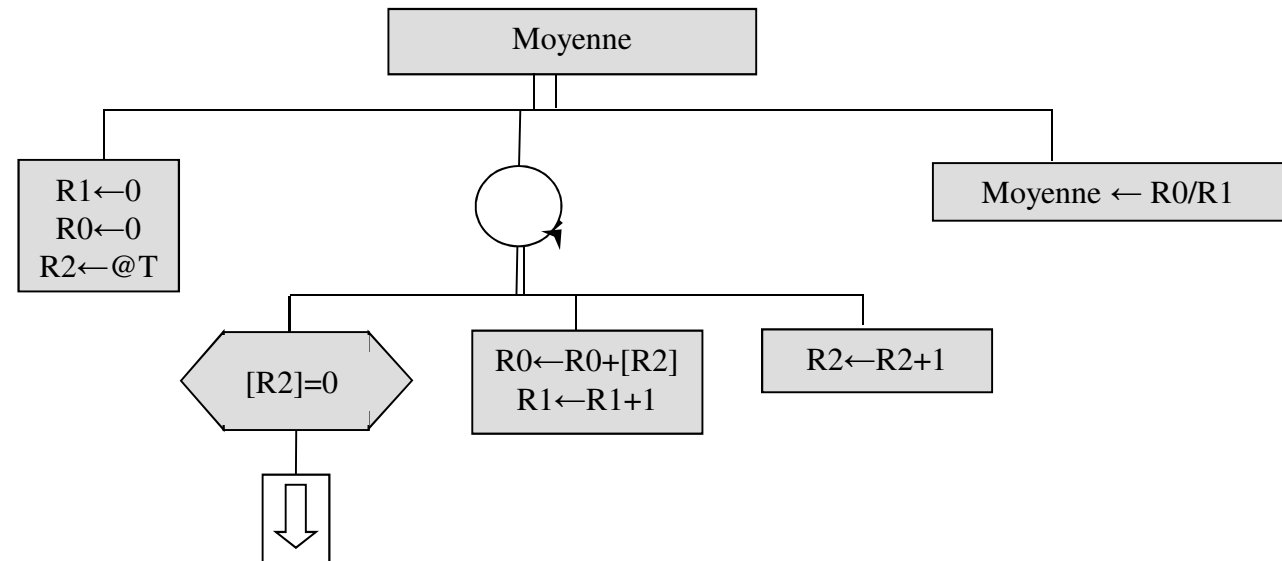 Moyenne
R1←0
R0←0
R2←@T
Moyenne ← R0/R1
[R2]=0
R0←R0+[R2]
R1←R1+1
R2←R2+1